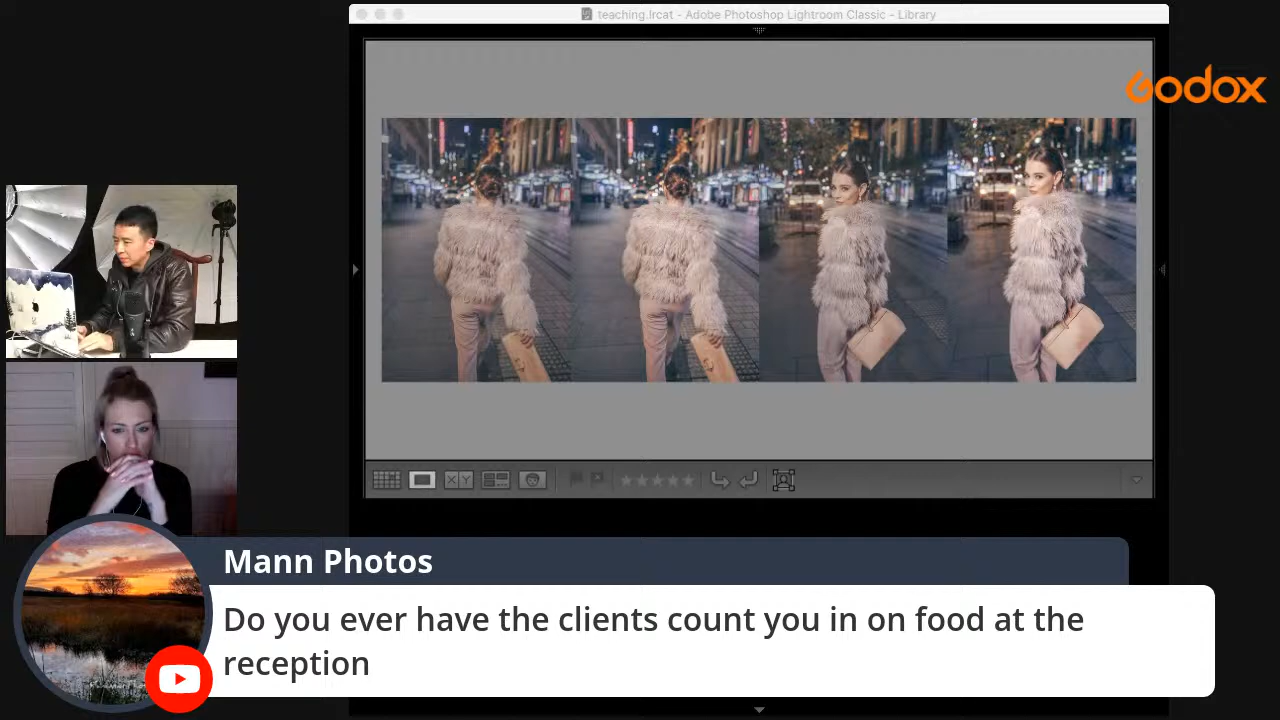 teaching.lrcat - Adobe Photoshop Lightroom Classic - Library
Godox
X Y
Mann Photos
Do you ever have the clients count you in on food at the
reception